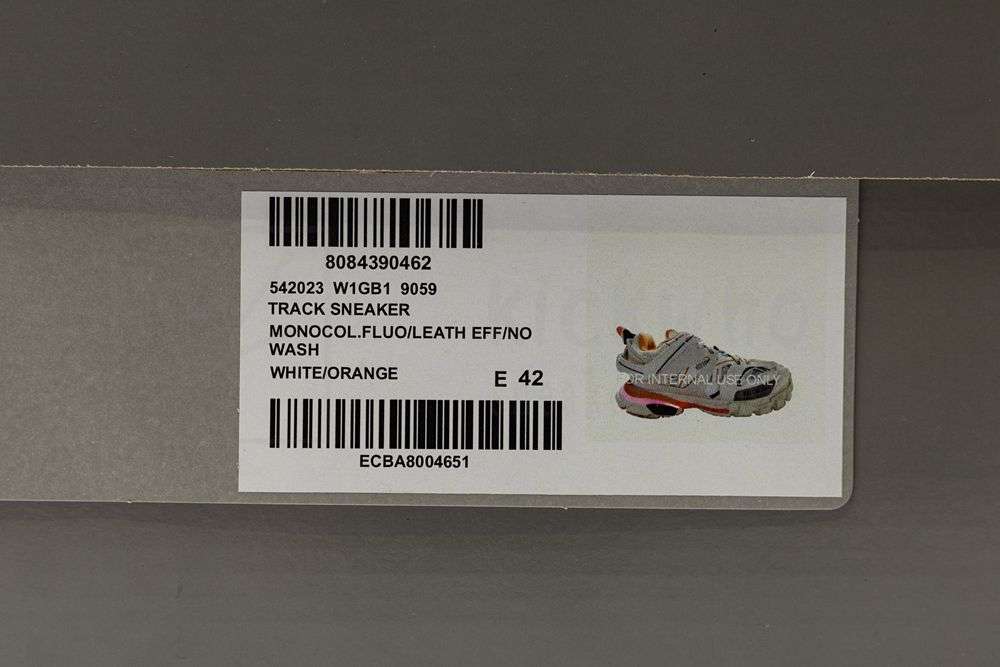 8084390462
542023 W1GB1 9059
TRACK SNEAKER
MONOCOL.FLUO/LEATH EFF/NO
WASH
WHITE/ORANGE E 42
FOR INTERNAL USE ONLY
ECBA8004651